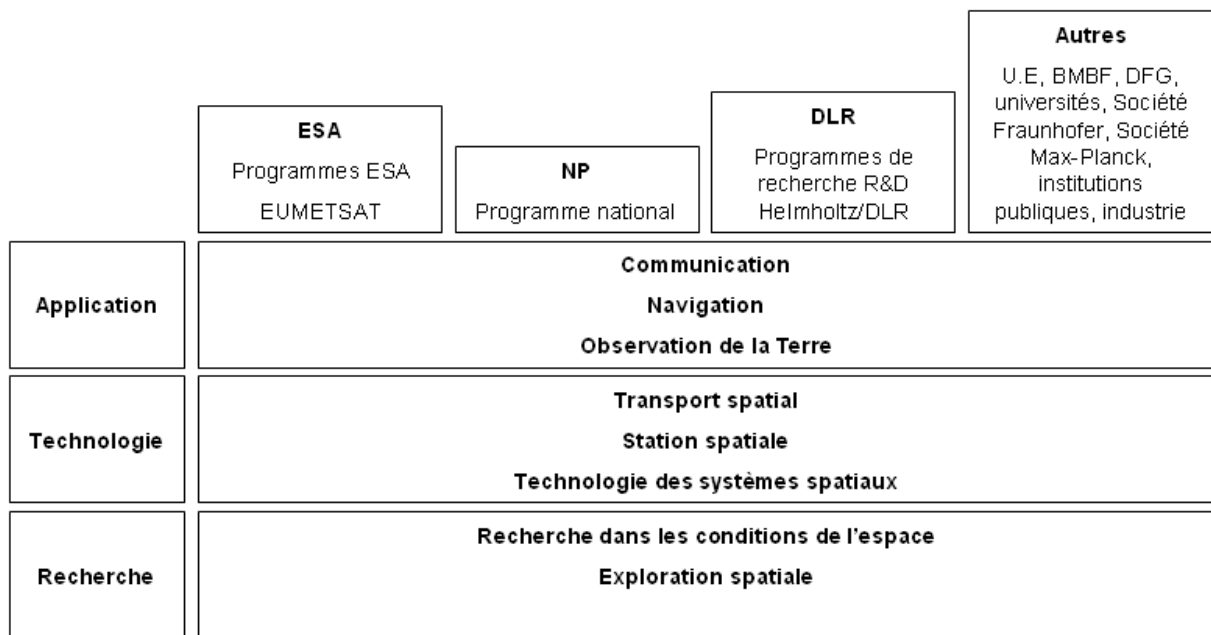 ESA
Programmes ESA
EUMETSAT
NP
Programme national
DLR
Programmes de
recherche R&D
Helmholtz/DLR
Autres
U.E, BMBF, DFG,
universités, Société
Fraunhofer, Société
Max-Planck,
institutions
publiques, industrie
Application
Communication
Navigation
Observation de la Terre
Technologie
Transport spatial
Station spatiale
Technologie des systèmes spatiaux
Recherche
Recherche dans les conditions de l'espace
Exploration spatiale